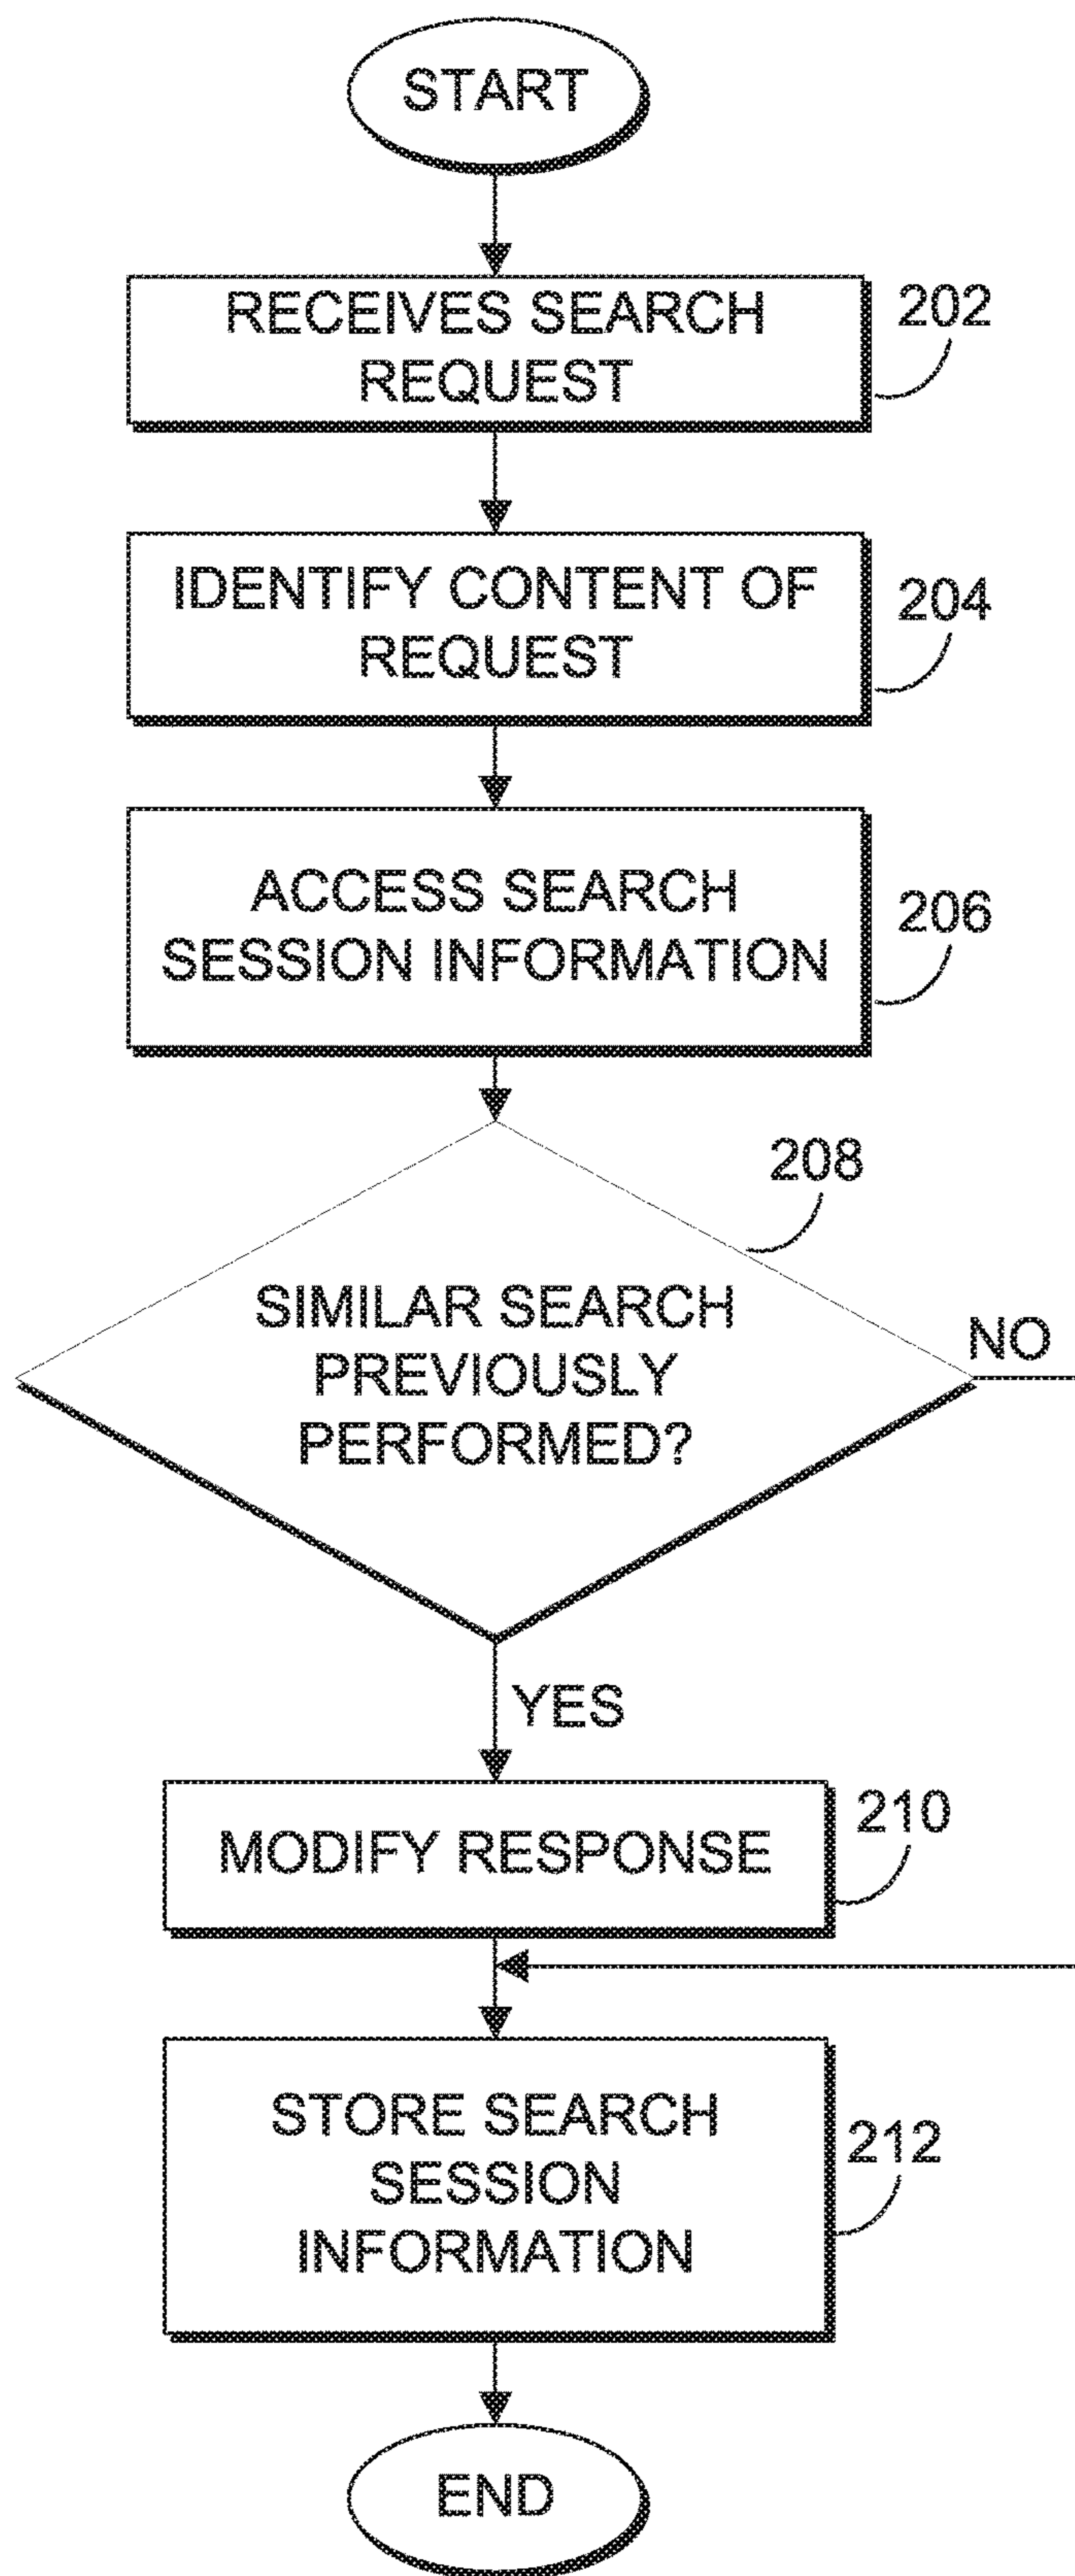 START
RECEIVES SEARCH
REQUEST
202
IDENTIFY CONTENT OF
REQUEST
204
ACCESS SEARCH
SESSION INFORMATION
206
208
SIMILAR SEARCH
PREVIOUSLY
PERFORMED?
NO
YES
MODIFY RESPONSE
210
STORE SEARCH
SESSION
INFORMATION
212
END